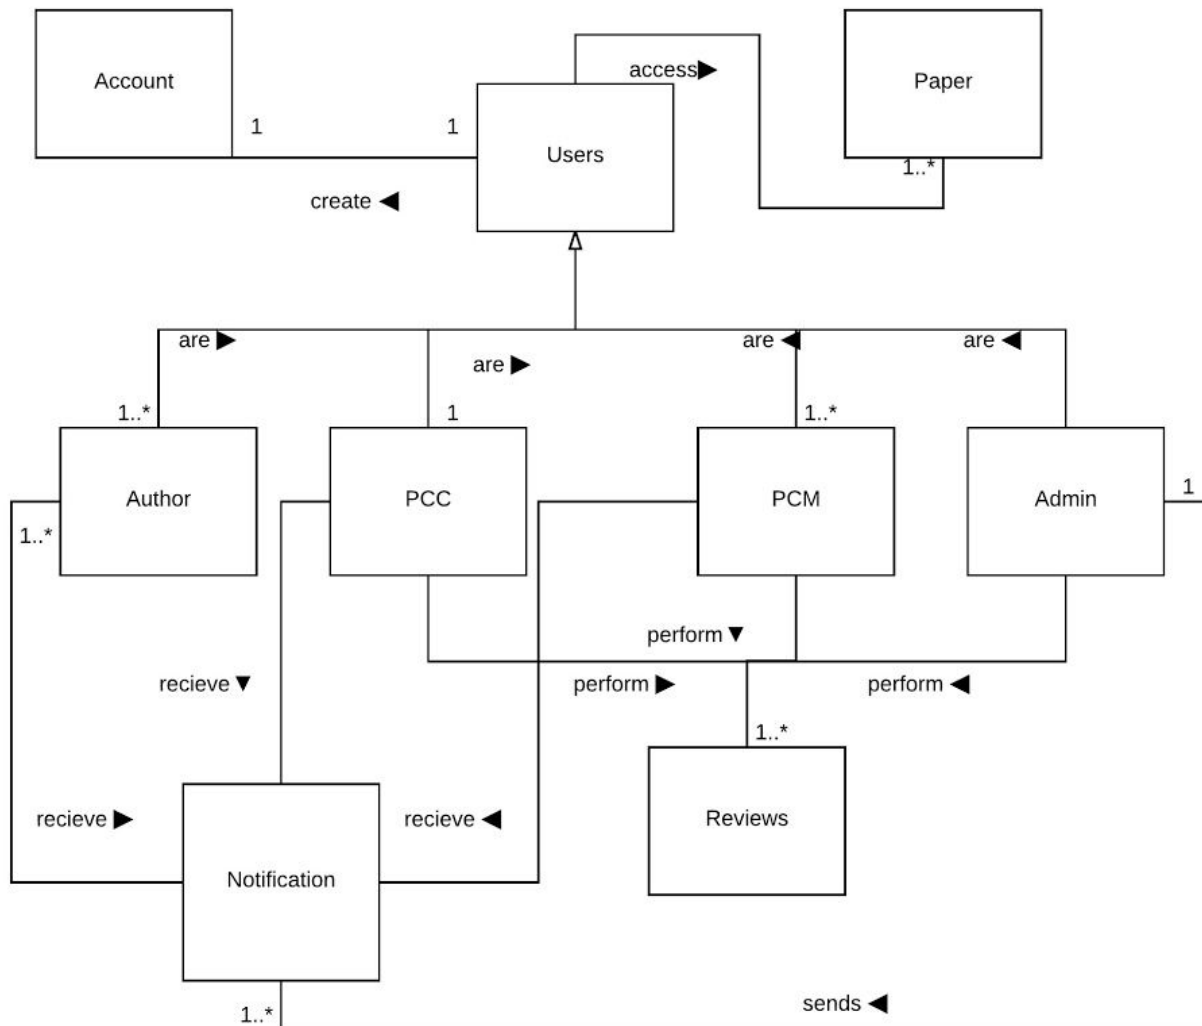 Account
Paper
access▶
1
1
Users
1..*
create ◀
are ▶
are ▶
are ◀
are ◀
1..*
1
1..*
Author
PCC
PCM
Admin
1
1..*
perform ▼
recieve ▼
perform ▶
perform ◀
1..*
recieve ▶
recieve ◀
Reviews
Notification
sends ◀
1..*